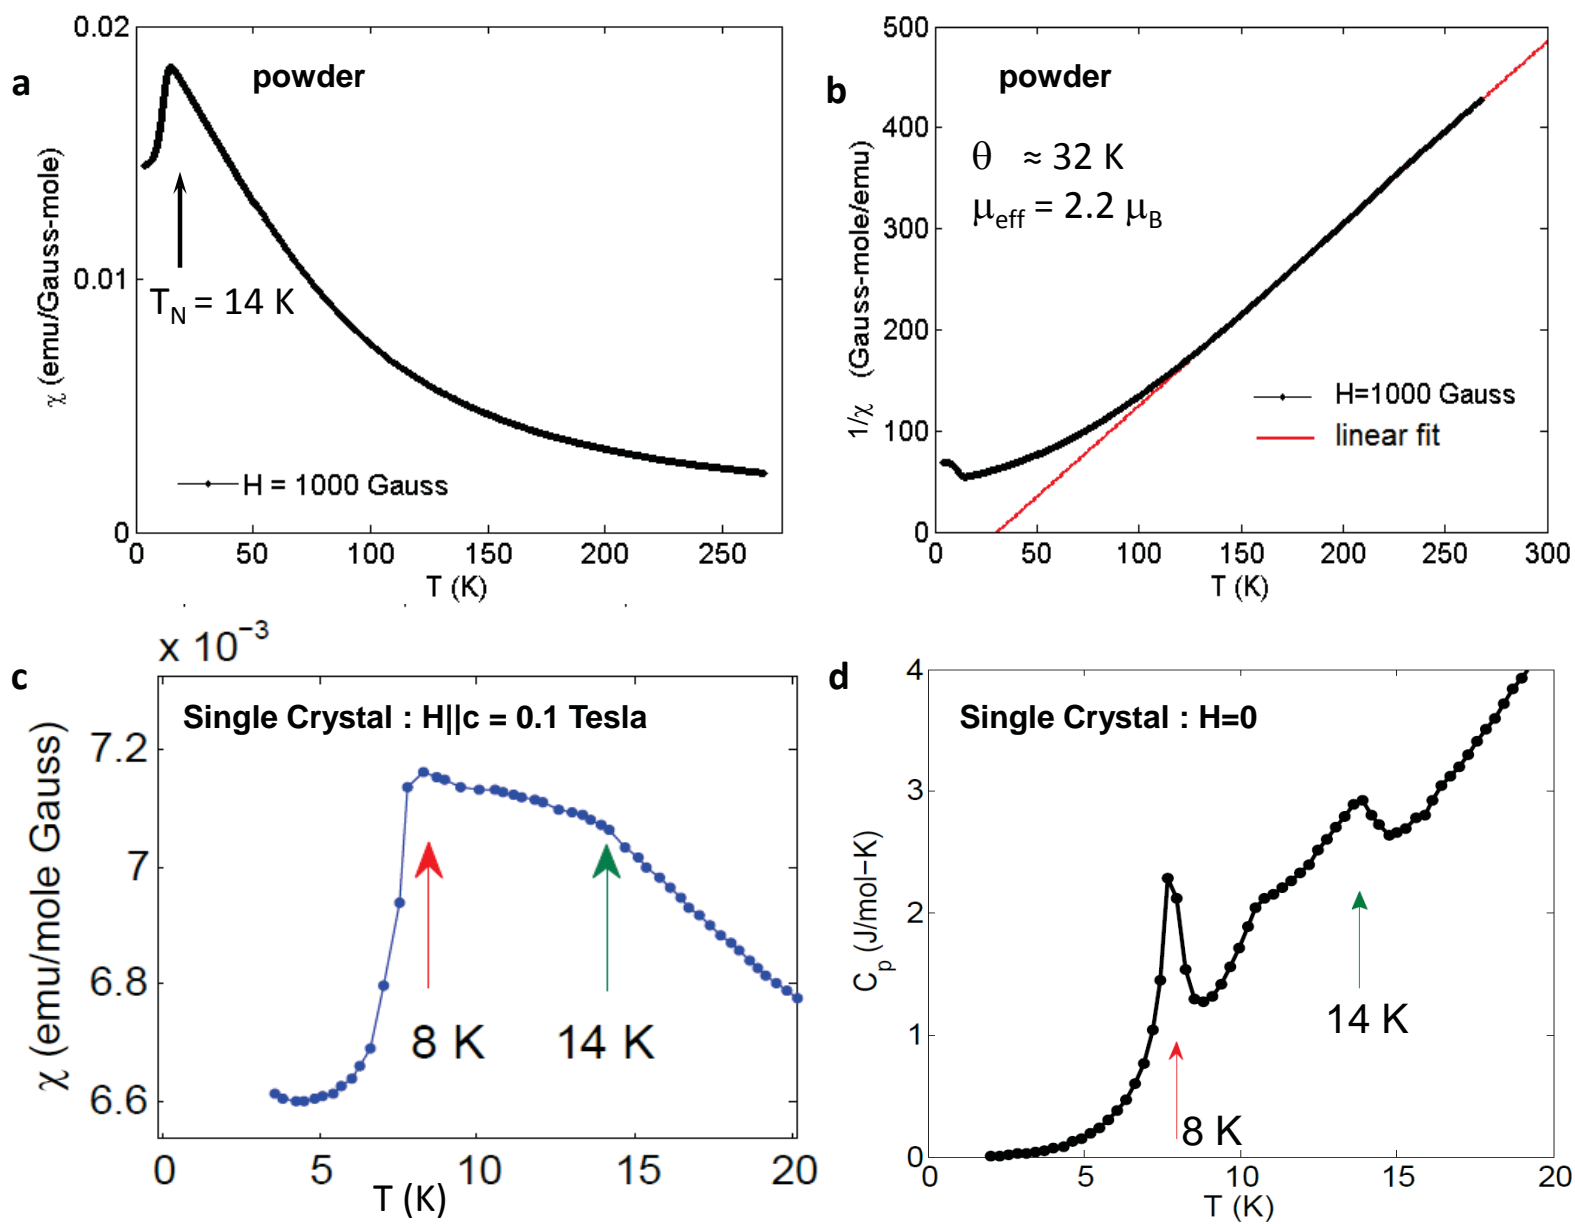 a
powder
0.02
0.01
0
χ (emu/Gauss-mole)
T_N = 14 K
H = 1000 Gauss
0 50 100 150 200 250
T (K)
b
powder
500
400
300
200
100
0
1/χ (Gauss-mole/emu)
θ ≈ 32 K
μ_eff = 2.2 μ_B
H=1000 Gauss
linear fit
0 50 100 150 200 250 300
T (K)
c
x 10⁻³
Single Crystal : H||c = 0.1 Tesla
7.2
7
6.8
6.6
χ (emu/mole Gauss)
8 K
14 K
0 5 10 15 20
T (K)
d
Single Crystal : H=0
4
3
2
1
0
C_p (J/mol−K)
14 K
8 K
0 5 10 15 20
T (K)